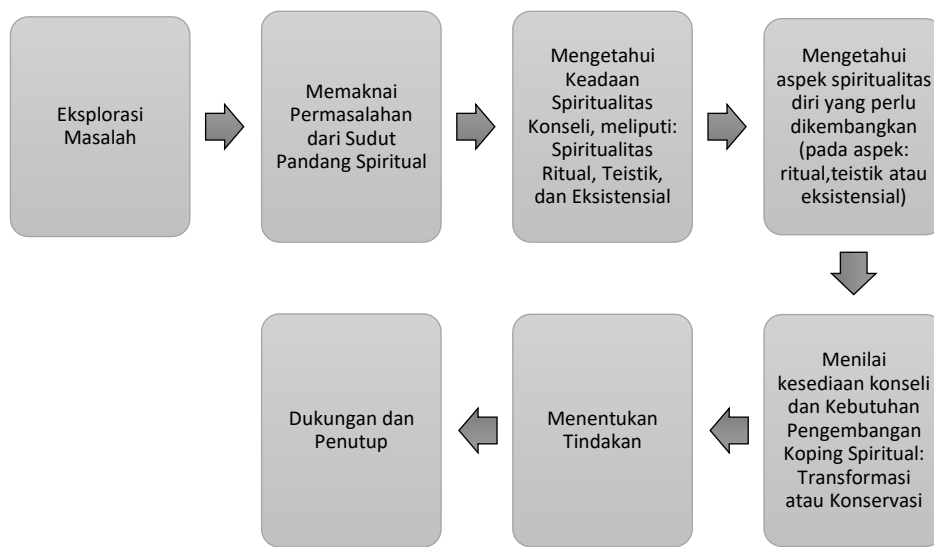 Eksplorasi
Masalah
Memaknai
Permasalahan
dari Sudut
Pandang Spiritual
Mengetahui
Keadaan
Spiritualitas
Konseli, meliputi:
Spiritualitas
Ritual, Teistik,
dan Eksistensial
Mengetahui
aspek spiritualitas
diri yang perlu
dikembangkan
(pada aspek:
ritual,teistik atau
eksistensial)
Menilai
kesediaan konseli
dan Kebutuhan
Pengembangan
Koping Spiritual:
Transformasi
atau Konservasi
Menentukan
Tindakan
Dukungan dan
Penutup